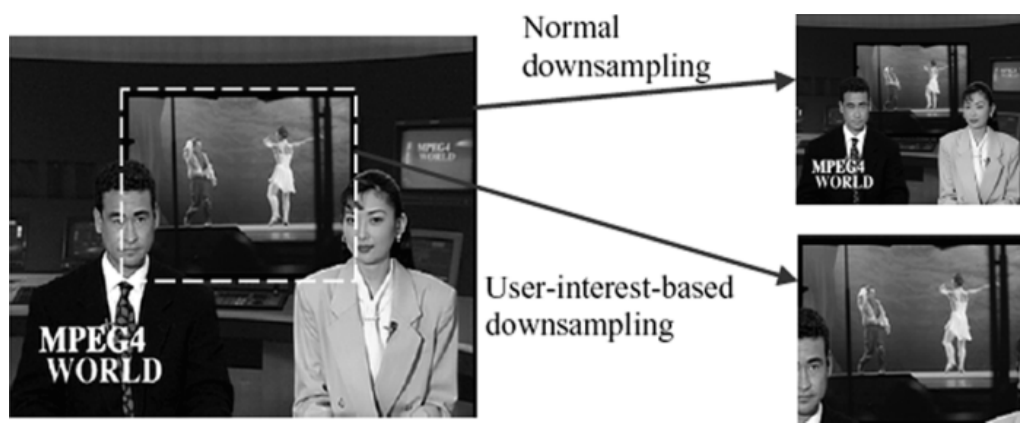 Normal
downsampling
MPEG4
WORLD
User-interest-based
downsampling
MPEG4
WORLD
MPEG4
WORLD